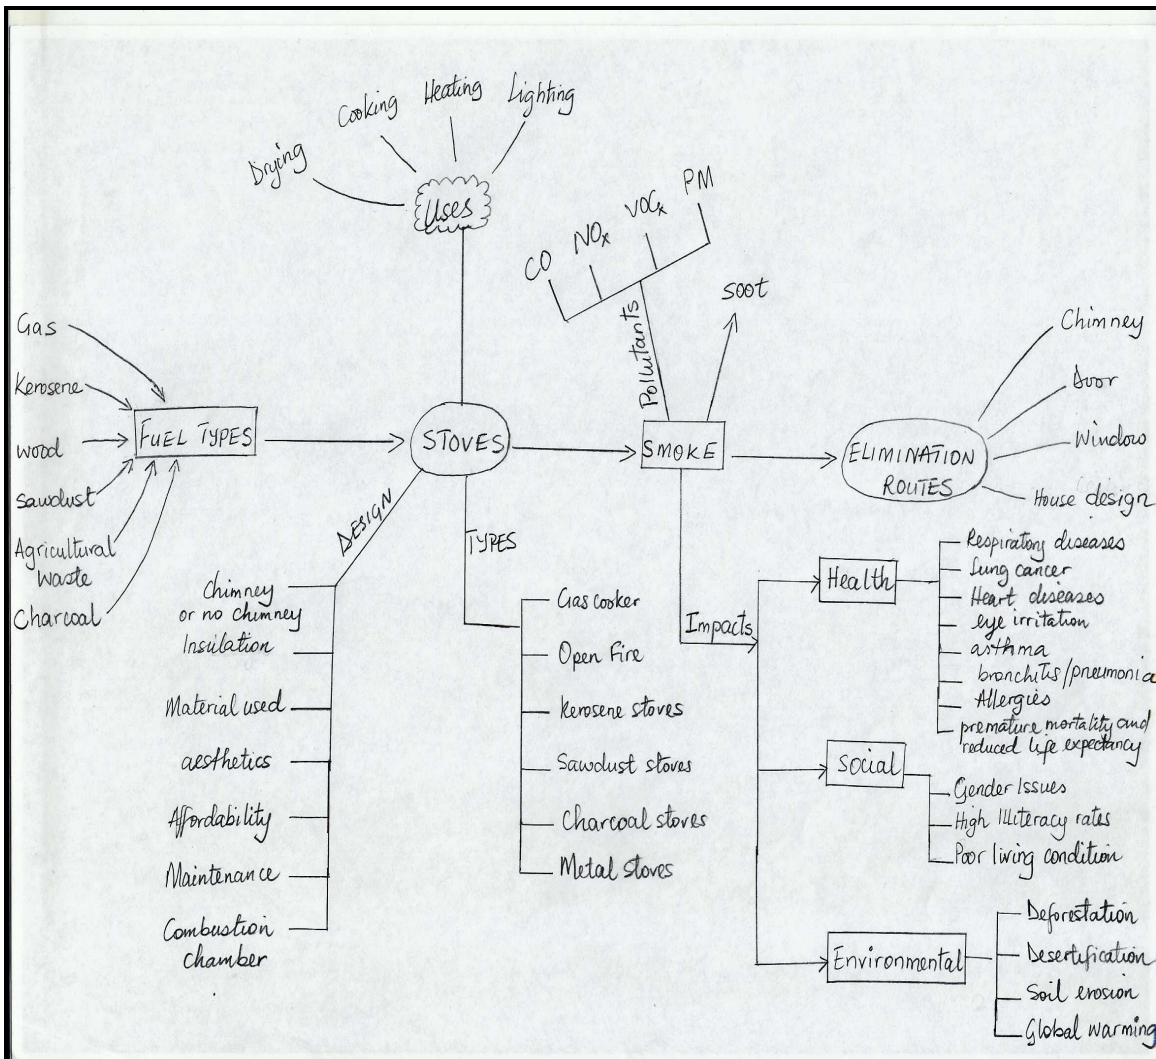 Drying
Cooking
Heating
Lighting
Uses
CO
NOx
VOCx
PM
Pollutants
soot
Gas
Kerosene
wood
Sawdust
Agricultural
waste
Charcoal
FUEL TYPES
STOVES
SMOKE
ELIMINATION
ROUTES
Chimney
Door
Window
House design
DESIGN
Chimney
or no chimney
Insulation
Material used
aesthetics
Affordability
Maintenance
Combustion
chamber
TYPES
Gas cooker
Open Fire
Kerosene stoves
Sawdust stoves
Charcoal stoves
Metal stoves
Impacts
Health
Respiratory diseases
Lung cancer
Heart diseases
eye irritation
asthma
bronchitis/pneumonia
Allergies
premature mortality and
reduced life expectancy
Social
Gender Issues
High Illiteracy rates
Poor living condition
Environmental
Deforestation
Desertification
Soil erosion
Global warming